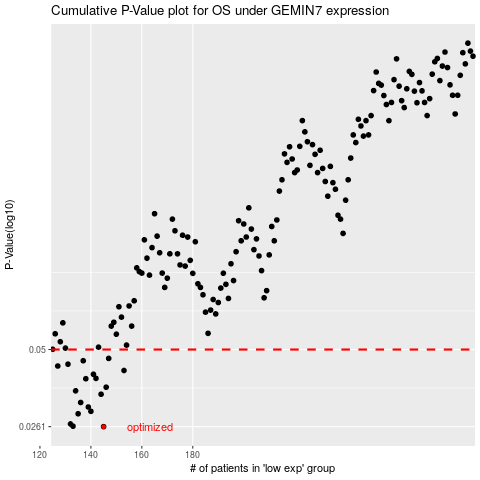 Cumulative P-Value plot for OS under GEMIN7 expression
P-Value(log10)
0.05
optimized
0.0261
120 140 160 180
# of patients in 'low exp' group